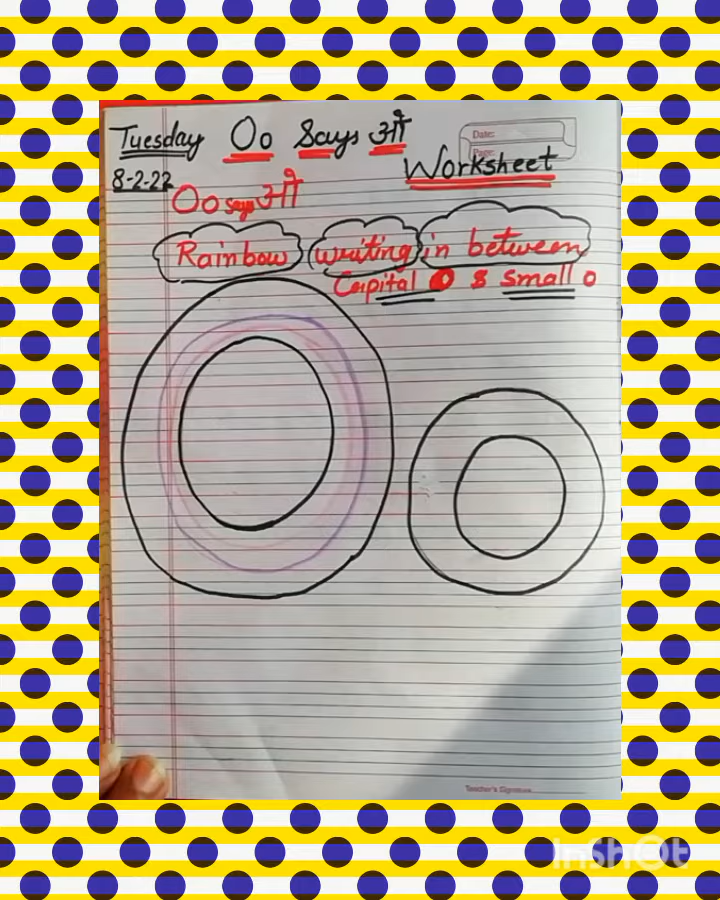 Tuesday Oo Says ओ
Date:
Page:
Worksheet
8-2-22
Oo says ओ
Rainbow writing in between
Capital O & Small o
Teacher's Signature
InShOt